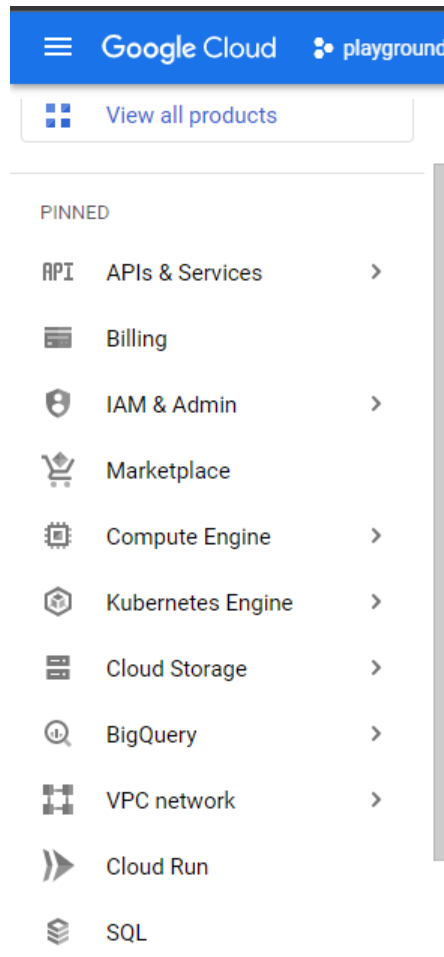 Google Cloud playground
View all products
PINNED
API APIs & Services
Billing
IAM & Admin
Marketplace
Compute Engine
Kubernetes Engine
Cloud Storage
BigQuery
VPC network
Cloud Run
SQL